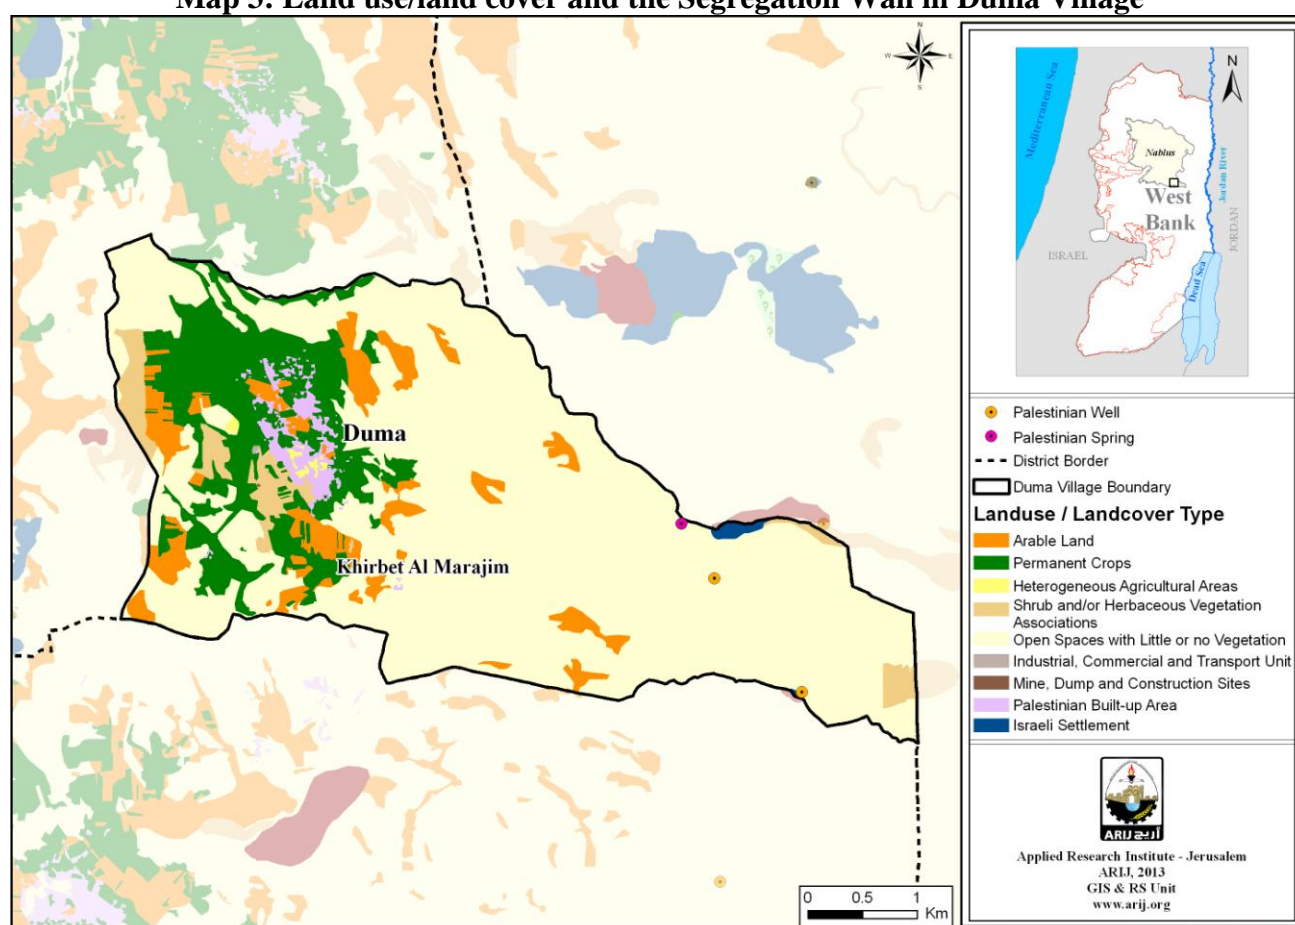 Map 3: Land use/land cover and the Segregation Wall in Duma Village
N
W
E
S
Duma
Khirbet Al Marajim
0 0.5 1
Km
N
Mediterranean Sea
Nablus
West
Bank
Jordan River
JORDAN
ISRAEL
Dead Sea
Palestinian Well
Palestinian Spring
District Border
Duma Village Boundary
Landuse / Landcover Type
Arable Land
Permanent Crops
Heterogeneous Agricultural Areas
Shrub and/or Herbaceous Vegetation
Associations
Open Spaces with Little or no Vegetation
Industrial, Commercial and Transport Unit
Mine, Dump and Construction Sites
Palestinian Built-up Area
Israeli Settlement
ARIJ أريج
Applied Research Institute - Jerusalem
ARIJ, 2013
GIS & RS Unit
www.arij.org